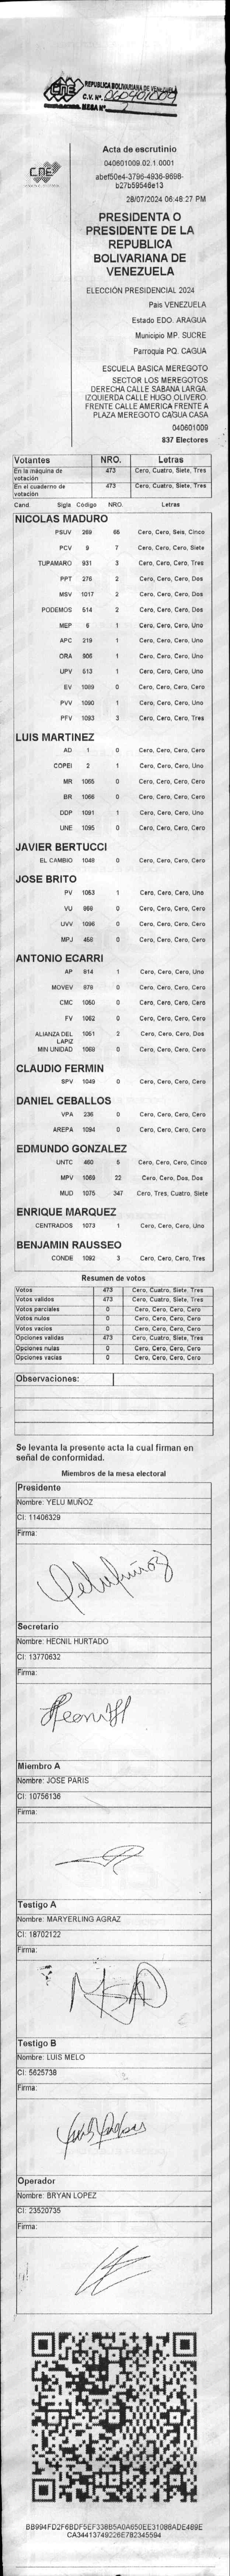 CNE REPUBLICA BOLIVARIANA DE VENEZUELA
C.V. Nº. 060401009
MESA Nº 2
CNE
Acta de escrutinio
040601009.02.1.0001
abef50e4-3796-4936-8698-
b27b59546e13
28/07/2024 06:48:27 PM
PRESIDENTA O
PRESIDENTE DE LA
REPUBLICA
BOLIVARIANA DE
VENEZUELA
ELECCIÓN PRESIDENCIAL 2024
Pais VENEZUELA
Estado EDO. ARAGUA
Municipio MP. SUCRE
Parroquia PQ. CAGUA
ESCUELA BASICA MEREGOTO
SECTOR LOS MEREGOTOS
DERECHA CALLE SABANA LARGA.
IZQUIERDA CALLE HUGO OLIVERO.
FRENTE CALLE AMERICA FRENTE A
PLAZA MEREGOTO CAGUA CASA
040601009
837 Electores
Votantes NRO. Letras
En la máquina de votación 473 Cero, Cuatro, Siete, Tres
En el cuaderno de votación 473 Cero, Cuatro, Siete, Tres
Cand. Sigla Codigo NRO. Letras
NICOLAS MADURO
PSUV 269 65 Cero, Cero, Seis, Cinco
PCV 9 7 Cero, Cero, Cero, Siete
TUPAMARO 931 3 Cero, Cero, Cero, Tres
PPT 276 2 Cero, Cero, Cero, Dos
MSV 1017 2 Cero, Cero, Cero, Dos
PODEMOS 514 2 Cero, Cero, Cero, Dos
MEP 6 1 Cero, Cero, Cero, Uno
APC 219 1 Cero, Cero, Cero, Uno
ORA 906 1 Cero, Cero, Cero, Uno
UPV 613 1 Cero, Cero, Cero, Uno
EV 1089 0 Cero, Cero, Cero, Cero
PVV 1090 1 Cero, Cero, Cero, Uno
PFV 1093 3 Cero, Cero, Cero, Tres
LUIS MARTINEZ
AD 1 0 Cero, Cero, Cero, Cero
COPEI 2 1 Cero, Cero, Cero, Uno
MR 1065 0 Cero, Cero, Cero, Cero
BR 1066 0 Cero, Cero, Cero, Cero
DDP 1091 1 Cero, Cero, Cero, Uno
UNE 1095 0 Cero, Cero, Cero, Cero
JAVIER BERTUCCI
EL CAMBIO 1048 0 Cero, Cero, Cero, Cero
JOSE BRITO
PV 1053 1 Cero, Cero, Cero, Uno
VU 959 0 Cero, Cero, Cero, Cero
UVV 1096 0 Cero, Cero, Cero, Cero
MPJ 458 0 Cero, Cero, Cero, Cero
ANTONIO ECARRI
AP 814 1 Cero, Cero, Cero, Uno
MOVEV 878 0 Cero, Cero, Cero, Cero
CMC 1050 0 Cero, Cero, Cero, Cero
FV 1062 0 Cero, Cero, Cero, Cero
ALIANZA DEL LAPIZ 1051 2 Cero, Cero, Cero, Dos
MIN UNIDAD 1068 0 Cero, Cero, Cero, Cero
CLAUDIO FERMIN
SPV 1049 0 Cero, Cero, Cero, Cero
DANIEL CEBALLOS
VPA 236 0 Cero, Cero, Cero, Cero
AREPA 1094 0 Cero, Cero, Cero, Cero
EDMUNDO GONZALEZ
UNTC 460 5 Cero, Cero, Cero, Cinco
MPV 1069 22 Cero, Cero, Dos, Dos
MUD 1075 347 Cero, Tres, Cuatro, Siete
ENRIQUE MARQUEZ
CENTRADOS 1073 1 Cero, Cero, Cero, Uno
BENJAMIN RAUSSEO
CONDE 1092 3 Cero, Cero, Cero, Tres
Resumen de votos
Votos 473 Cero, Cuatro, Siete, Tres
Votos validos 473 Cero, Cuatro, Siete, Tres
Votos parciales 0 Cero, Cero, Cero, Cero
Votos nulos 0 Cero, Cero, Cero, Cero
Votos vacios 0 Cero, Cero, Cero, Cero
Opciones validas 473 Cero, Cuatro, Siete, Tres
Opciones nulas 0 Cero, Cero, Cero, Cero
Opciones vacias 0 Cero, Cero, Cero, Cero
Observaciones:
Se levanta la presente acta la cual firman en
señal de conformidad.
Miembros de la mesa electoral
Presidente
Nombre: YELU MUÑOZ
CI: 11406329
Firma:
Secretario
Nombre: HECNIL HURTADO
CI: 13770632
Firma:
Miembro A
Nombre: JOSE PARIS
CI: 10756136
Firma:
Testigo A
Nombre: MARYERLING AGRAZ
CI: 18702122
Firma:
Testigo B
Nombre: LUIS MELO
CI: 5625738
Firma:
Operador
Nombre: BRYAN LOPEZ
CI: 23520735
Firma:
BB994FD2F6BDF5EF338B5A0A650EE31088ADE489E
CA34413749226E782345594